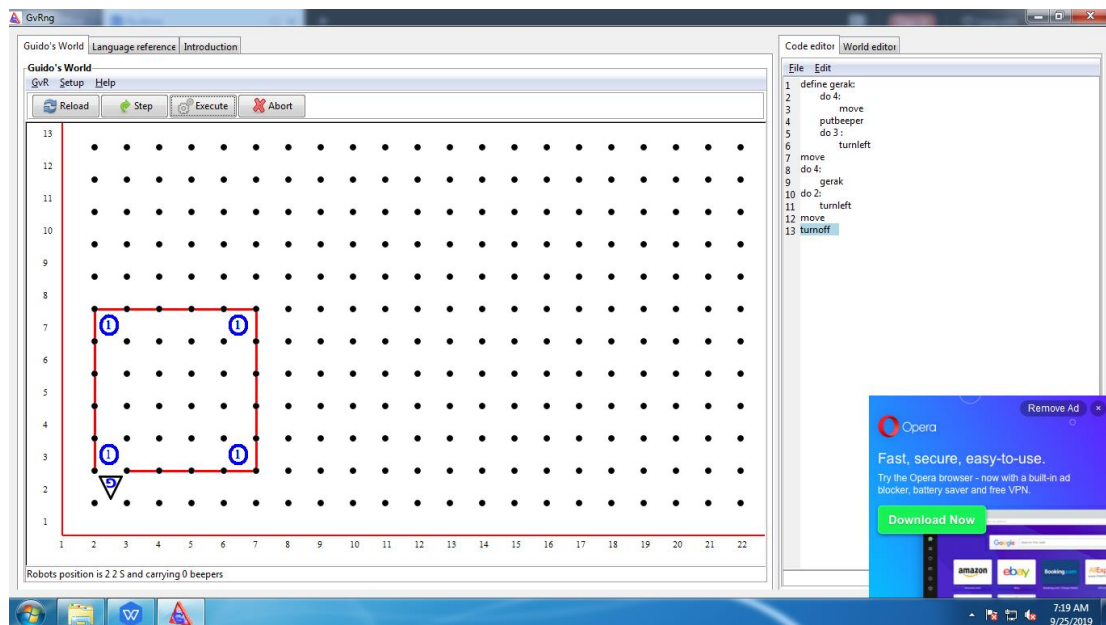 GvRng
Guido's World Language reference Introduction
Guido's World
GvR Setup Help
Reload Step Execute Abort
13
12
11
10
9
8
7
6
5
4
3
2
1
1 1
1 1
G
1 2 3 4 5 6 7 8 9 10 11 12 13 14 15 16 17 18 19 20 21 22
Robots position is 2 2 S and carrying 0 beepers
Code editor World editor
File Edit
1 define gerak:
2 do 4:
3 move
4 putbeeper
5 do 3 :
6 turnleft
7 move
8 do 4:
9 gerak
10 do 2:
11 turnleft
12 move
13 turnoff
Remove Ad ×
Opera
Fast, secure, easy-to-use.
Try the Opera browser - now with a built-in ad
blocker, battery saver and free VPN.
Download Now
Google
amazon ebay Booking.com
7:19 AM
9/25/2019